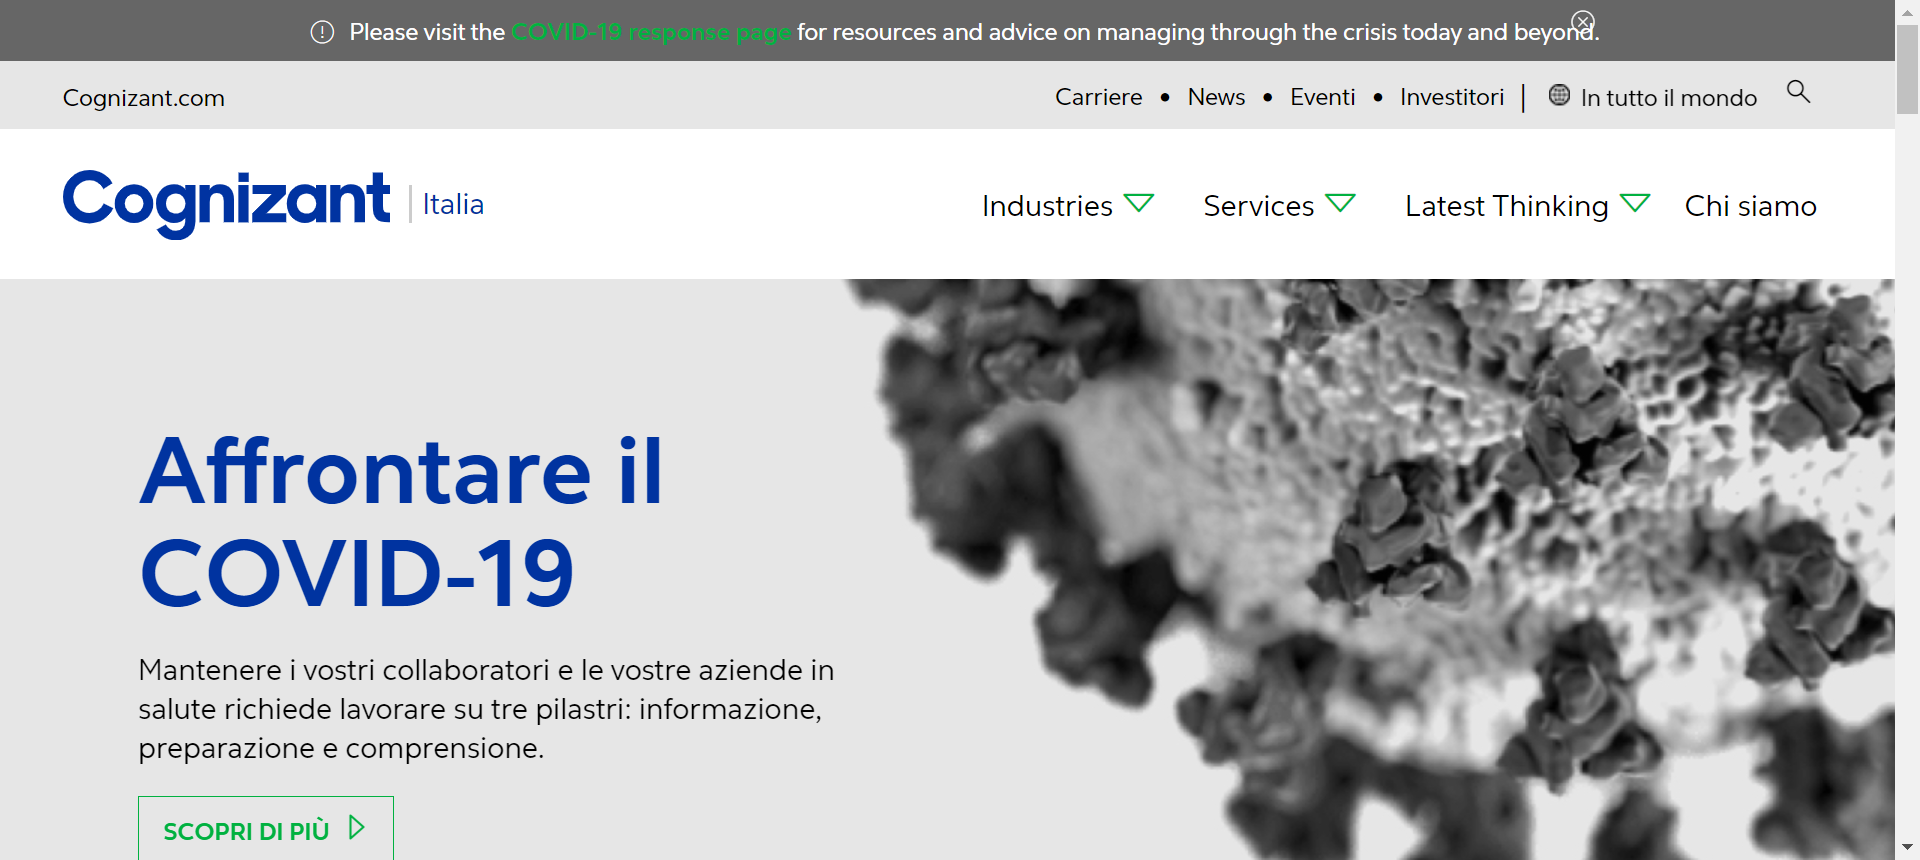 Please visit the COVID-19 response page for resources and advice on managing through the crisis today and beyond.
Cognizant.com
Carriere • News • Eventi • Investitori | In tutto il mondo
Cognizant | Italia
Industries Services Latest Thinking Chi siamo
Affrontare il
COVID-19
Mantenere i vostri collaboratori e le vostre aziende in
salute richiede lavorare su tre pilastri: informazione,
preparazione e comprensione.
SCOPRI DI PIÙ